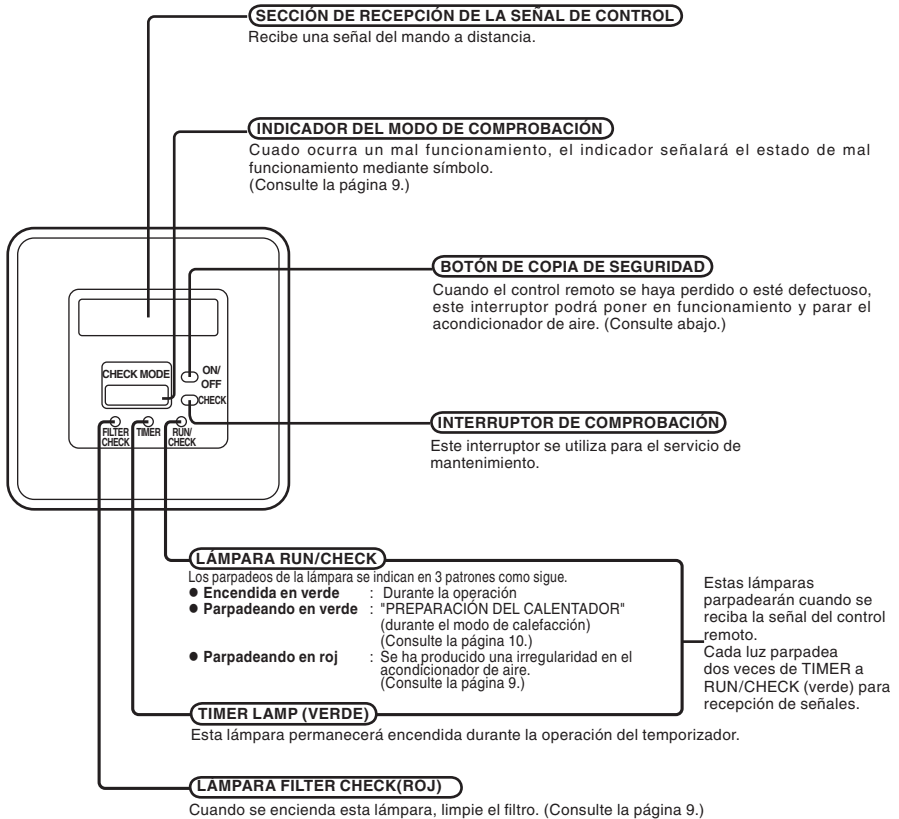 SECCIÓN DE RECEPCIÓN DE LA SEÑAL DE CONTROL
Recibe una señal del mando a distancia.
INDICADOR DEL MODO DE COMPROBACIÓN
Cuado ocurra un mal funcionamiento, el indicador señalará el estado de mal
funcionamiento mediante símbolo.
(Consulte la página 9.)
BOTÓN DE COPIA DE SEGURIDAD
Cuando el control remoto se haya perdido o esté defectuoso,
este interruptor podrá poner en funcionamiento y parar el
acondicionador de aire. (Consulte abajo.)
CHECK MODE
ON/
OFF
CHECK
FILTER
CHECK
TIMER
RUN/
CHECK
INTERRUPTOR DE COMPROBACIÓN
Este interruptor se utiliza para el servicio de
mantenimiento.
LÁMPARA RUN/CHECK
Los parpadeos de la lámpara se indican en 3 patrones como sigue.
● Encendida en verde : Durante la operación
● Parpadeando en verde : "PREPARACIÓN DEL CALENTADOR"
(durante el modo de calefacción)
(Consulte la página 10.)
● Parpadeando en roj : Se ha producido una irregularidad en el
acondicionador de aire.
(Consulte la página 9.)
Estas lámparas
parpadearán cuando se
reciba la señal del control
remoto.
Cada luz parpadea
dos veces de TIMER a
RUN/CHECK (verde) para
recepción de señales.
TIMER LAMP (VERDE)
Esta lámpara permanecerá encendida durante la operación del temporizador.
LAMPARA FILTER CHECK(ROJ)
Cuando se encienda esta lámpara, limpie el filtro. (Consulte la página 9.)